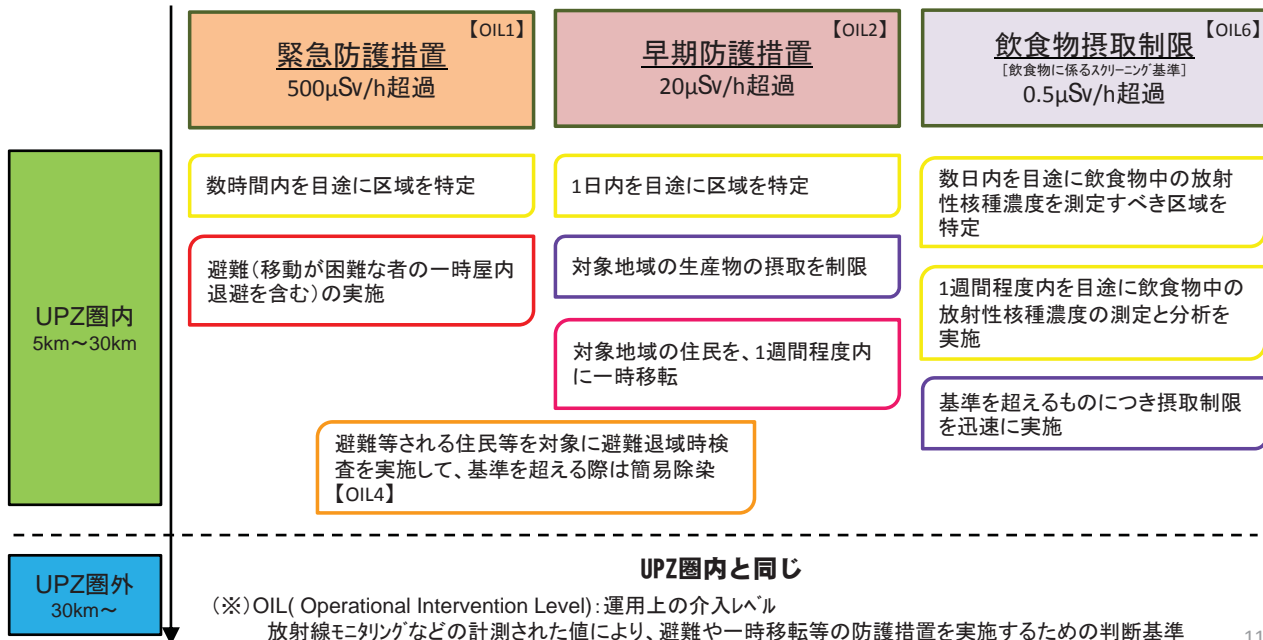 【OIL1】
緊急防護措置
500μSv/h超過
【OIL2】
早期防護措置
20μSv/h超過
【OIL6】
飲食物摂取制限
[飲食物に係るスクリーニング基準]
0.5μSv/h超過
UPZ圏内
5km～30km
数時間内を目途に区域を特定
避難（移動が困難な者の一時屋内
退避を含む）の実施
1日内を目途に区域を特定
対象地域の生産物の摂取を制限
対象地域の住民を、1週間程度内
に一時移転
数日内を目途に飲食物中の放射
性核種濃度を測定すべき区域を
特定
1週間程度内を目途に飲食物中の
放射性核種濃度の測定と分析を
実施
基準を超えるものにつき摂取制限
を迅速に実施
避難等される住民等を対象に避難退域時検
査を実施して、基準を超える際は簡易除染
【OIL4】
UPZ圏外
30km～
UPZ圏内と同じ
（※）OIL( Operational Intervention Level)：運用上の介入レベル
放射線モニタリングなどの計測された値により、避難や一時移転等の防護措置を実施するための判断基準
11